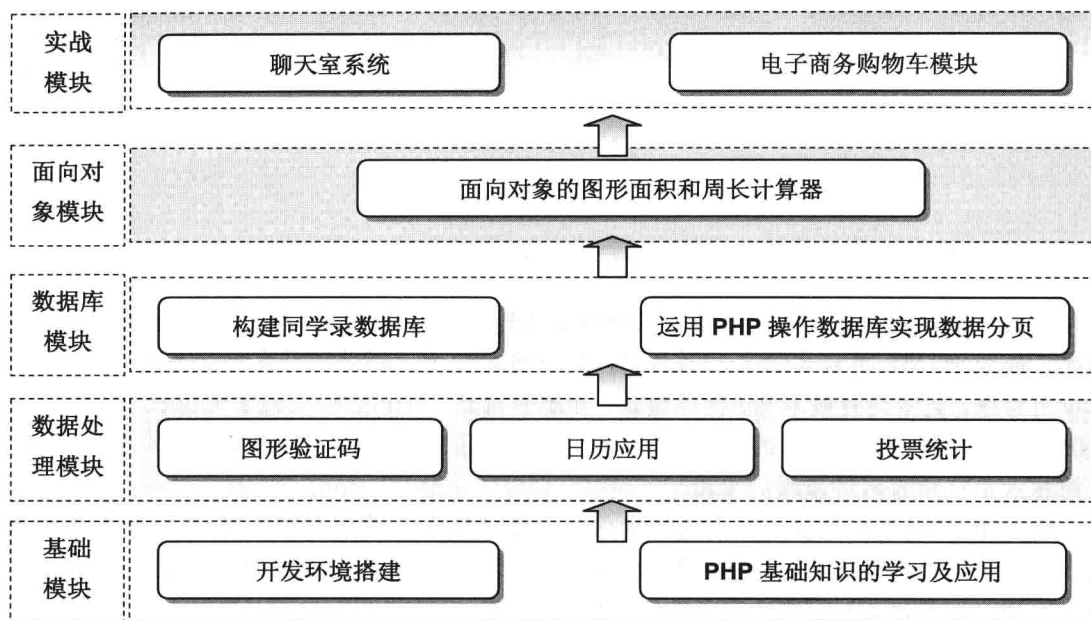 实战
模块
聊天室系统
电子商务购物车模块
面向对
象模块
面向对象的图形面积和周长计算器
数据库
模块
构建同学录数据库
运用 PHP 操作数据库实现数据分页
数据处
理模块
图形验证码
日历应用
投票统计
基础
模块
开发环境搭建
PHP 基础知识的学习及应用